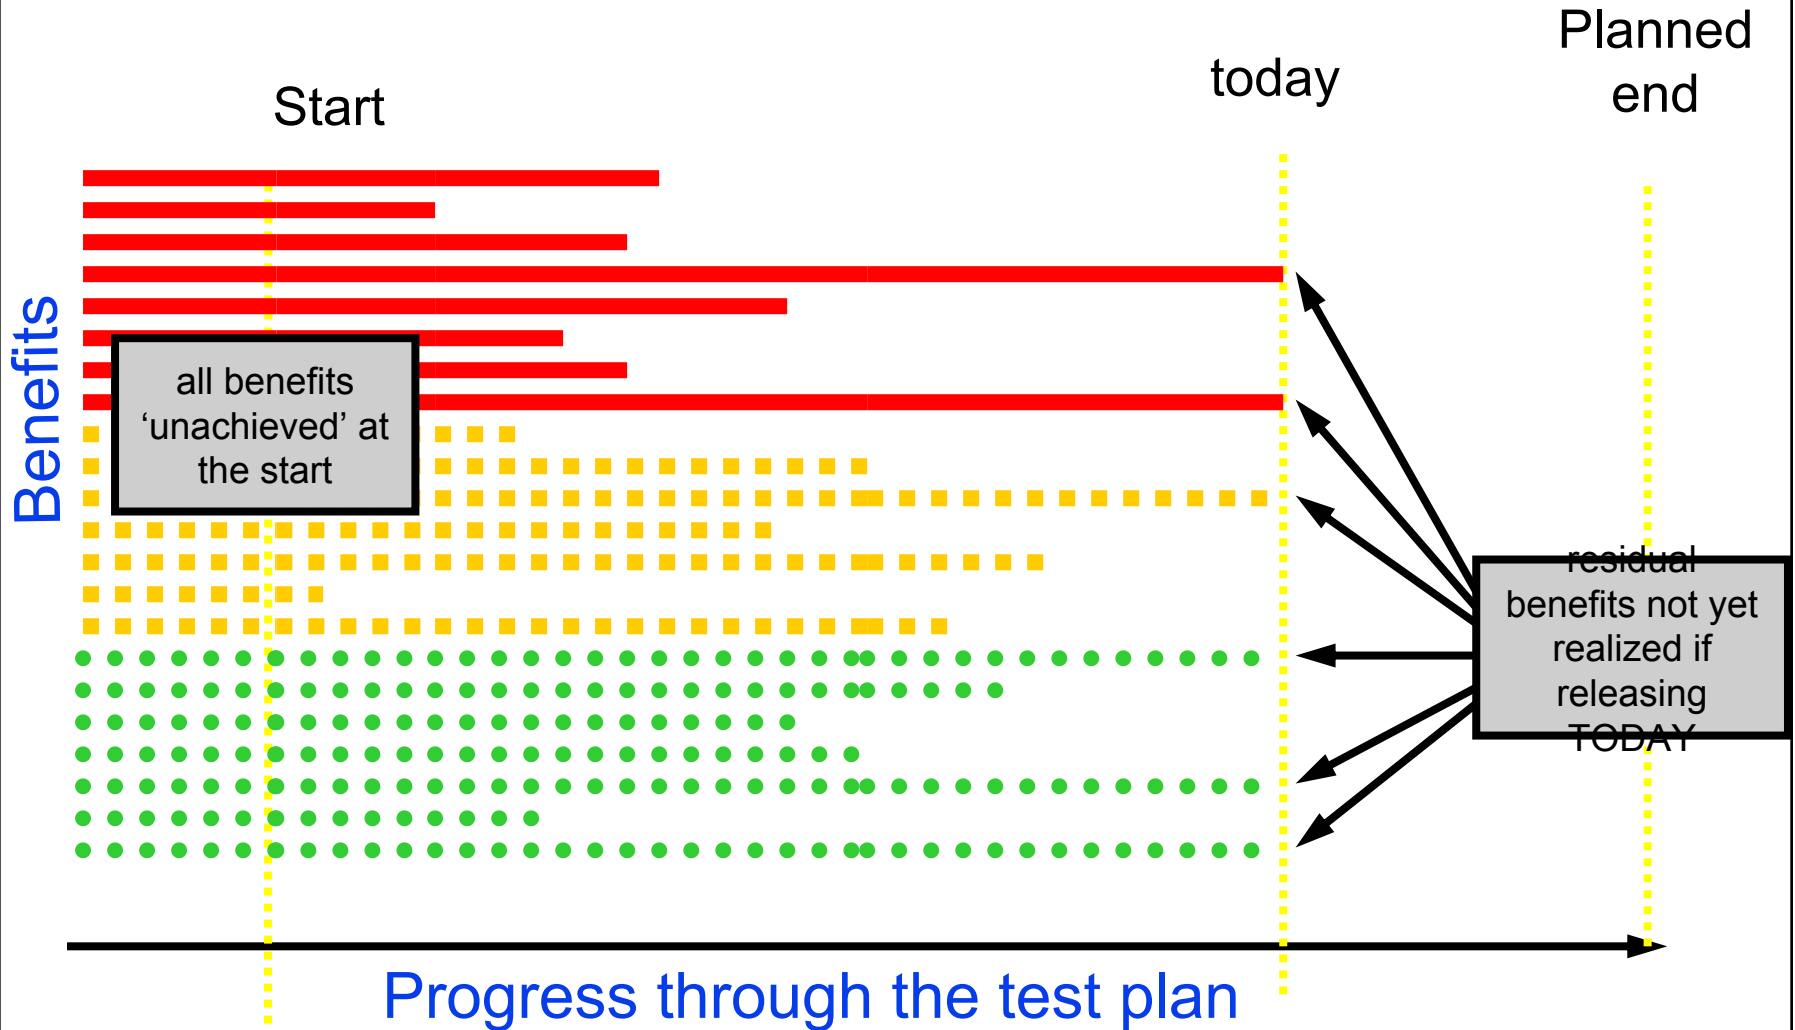 Planned
end
today
Start
Benefits
all benefits
‘unachieved’ at
the start
residual
benefits not yet
realized if
releasing
TODAY
Progress through the test plan